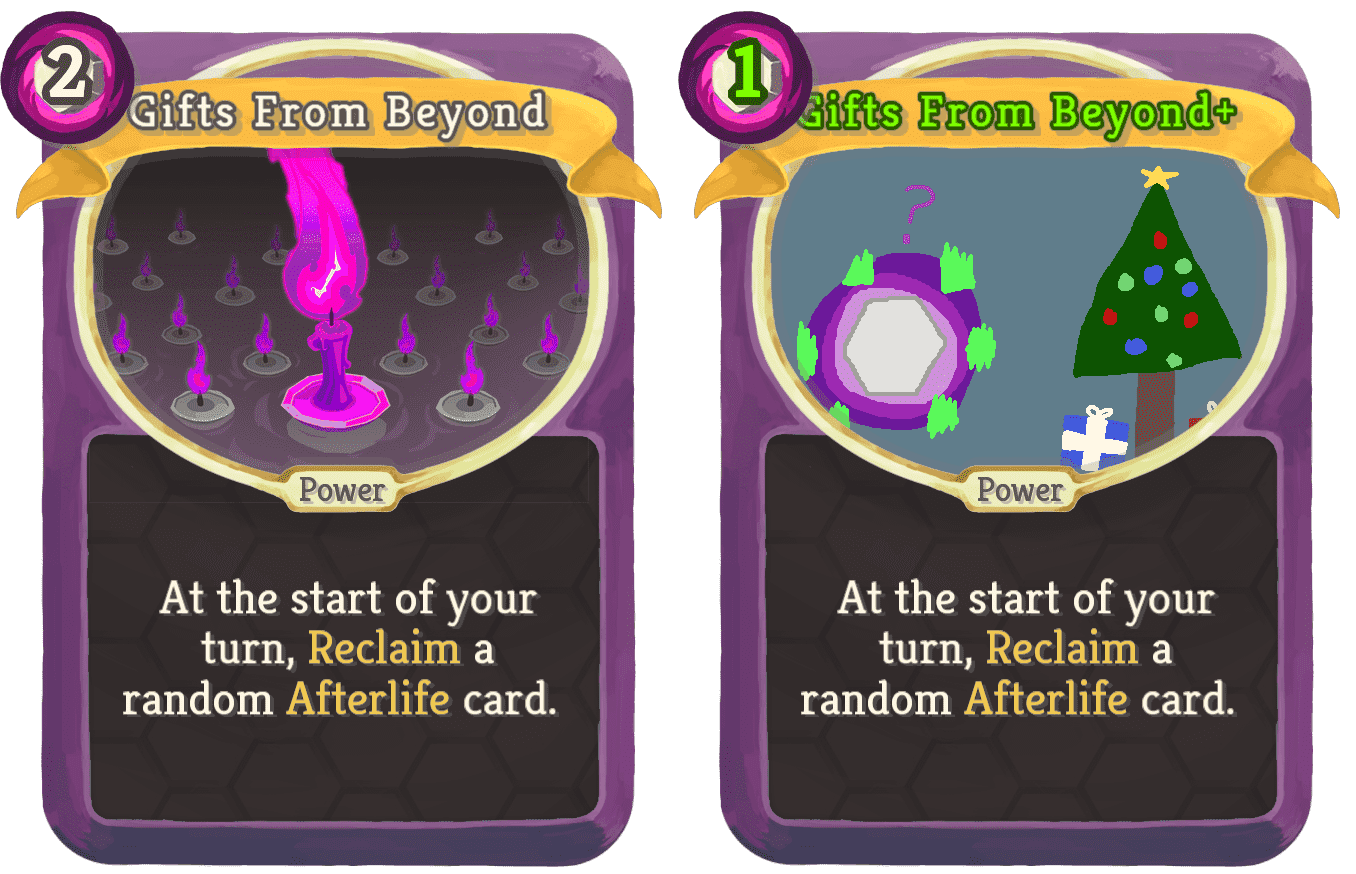 2
Gifts From Beyond
Power
At the start of your
turn, Reclaim a
random Afterlife card.
1
Gifts From Beyond+
?
Power
At the start of your
turn, Reclaim a
random Afterlife card.